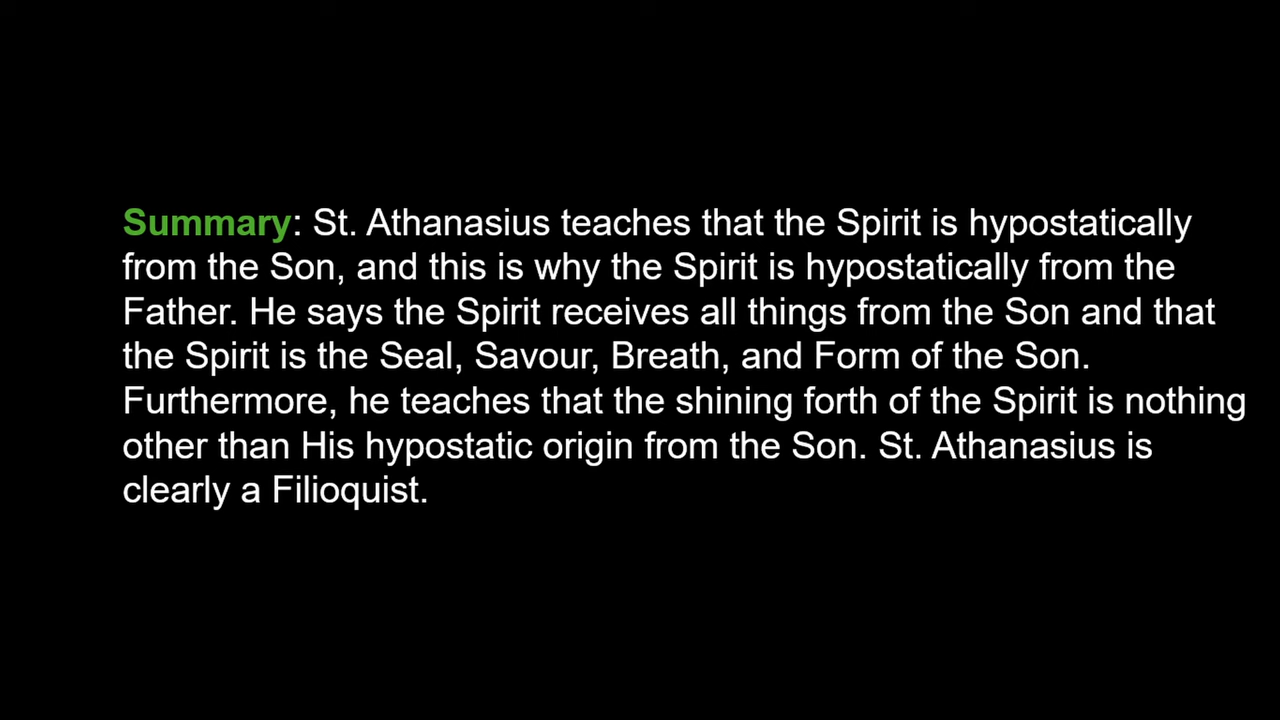 Summary: St. Athanasius teaches that the Spirit is hypostatically
from the Son, and this is why the Spirit is hypostatically from the
Father. He says the Spirit receives all things from the Son and that
the Spirit is the Seal, Savour, Breath, and Form of the Son.
Furthermore, he teaches that the shining forth of the Spirit is nothing
other than His hypostatic origin from the Son. St. Athanasius is
clearly a Filioquist.